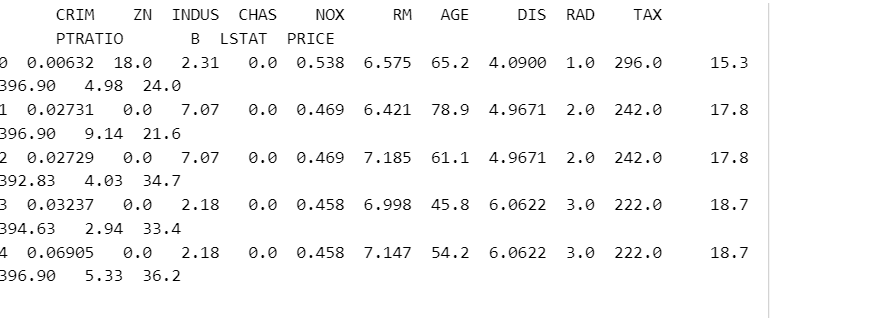 CRIM ZN INDUS CHAS NOX RM AGE DIS RAD TAX
PTRATIO B LSTAT PRICE
0 0.00632 18.0 2.31 0.0 0.538 6.575 65.2 4.0900 1.0 296.0 15.3
396.90 4.98 24.0
1 0.02731 0.0 7.07 0.0 0.469 6.421 78.9 4.9671 2.0 242.0 17.8
396.90 9.14 21.6
2 0.02729 0.0 7.07 0.0 0.469 7.185 61.1 4.9671 2.0 242.0 17.8
392.83 4.03 34.7
3 0.03237 0.0 2.18 0.0 0.458 6.998 45.8 6.0622 3.0 222.0 18.7
394.63 2.94 33.4
4 0.06905 0.0 2.18 0.0 0.458 7.147 54.2 6.0622 3.0 222.0 18.7
396.90 5.33 36.2